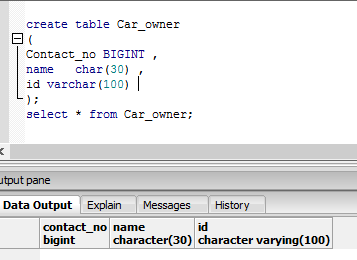 create table Car_owner
(
Contact_no BIGINT ,
name   char(30) ,
id varchar(100)
);
select * from Car_owner;
utput pane
Data Output Explain Messages History
contact_no name id
bigint character(30) character varying(100)